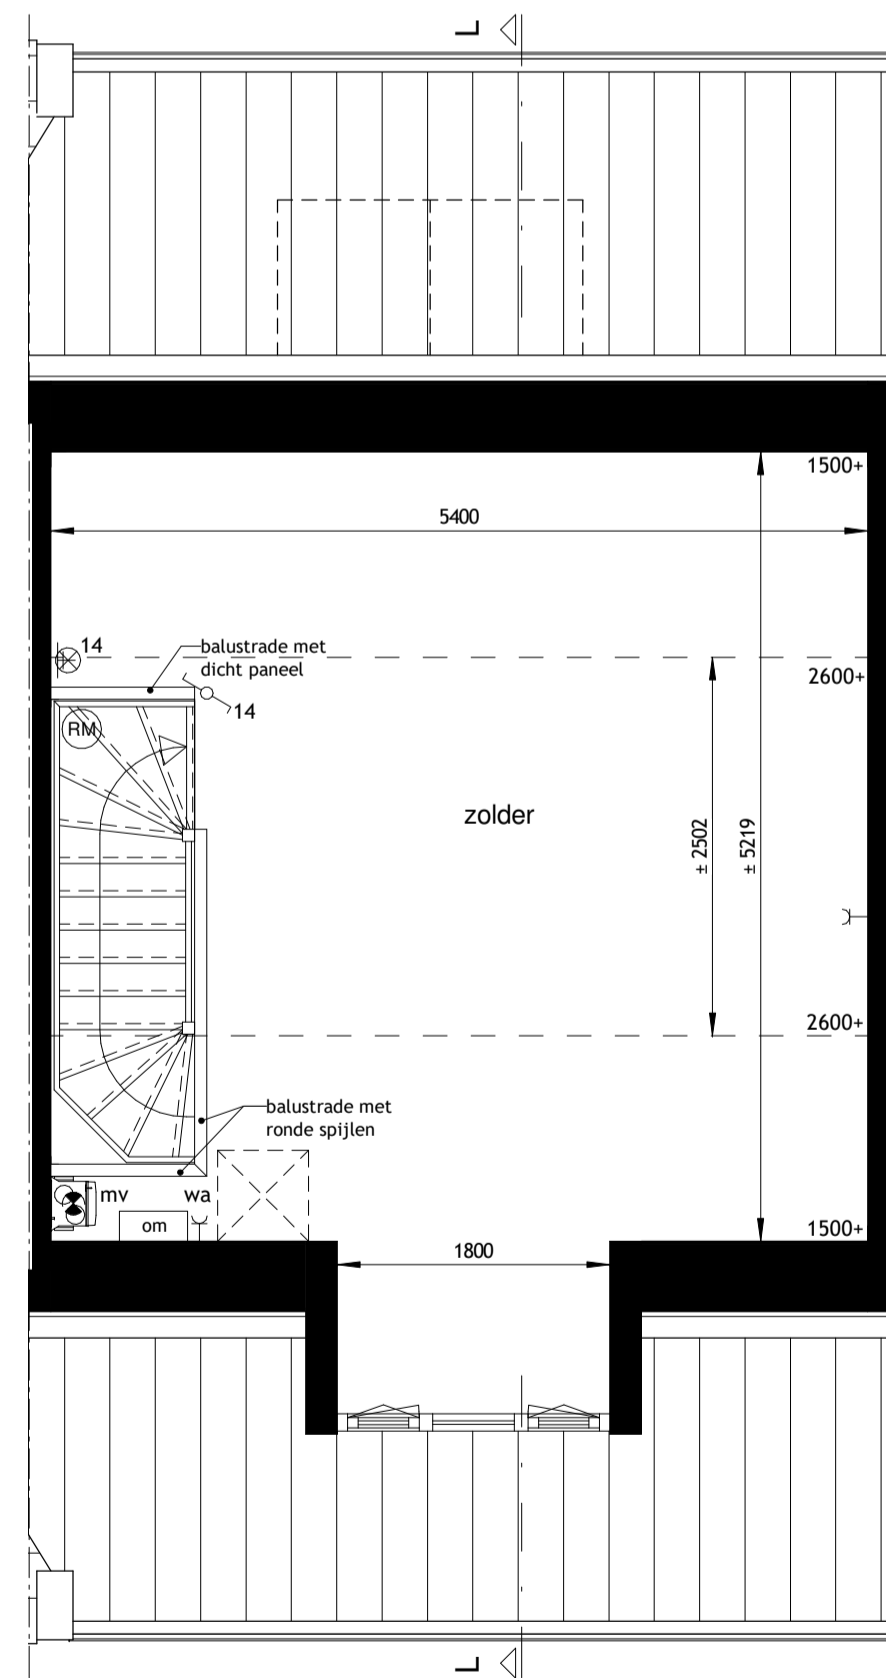 L
1500+
5400
14
balustrade met
dicht paneel
2600+
14
RM
zolder
± 2502
± 5219
2600+
balustrade met
ronde spijlen
mv
wa
om
1500+
1800
L